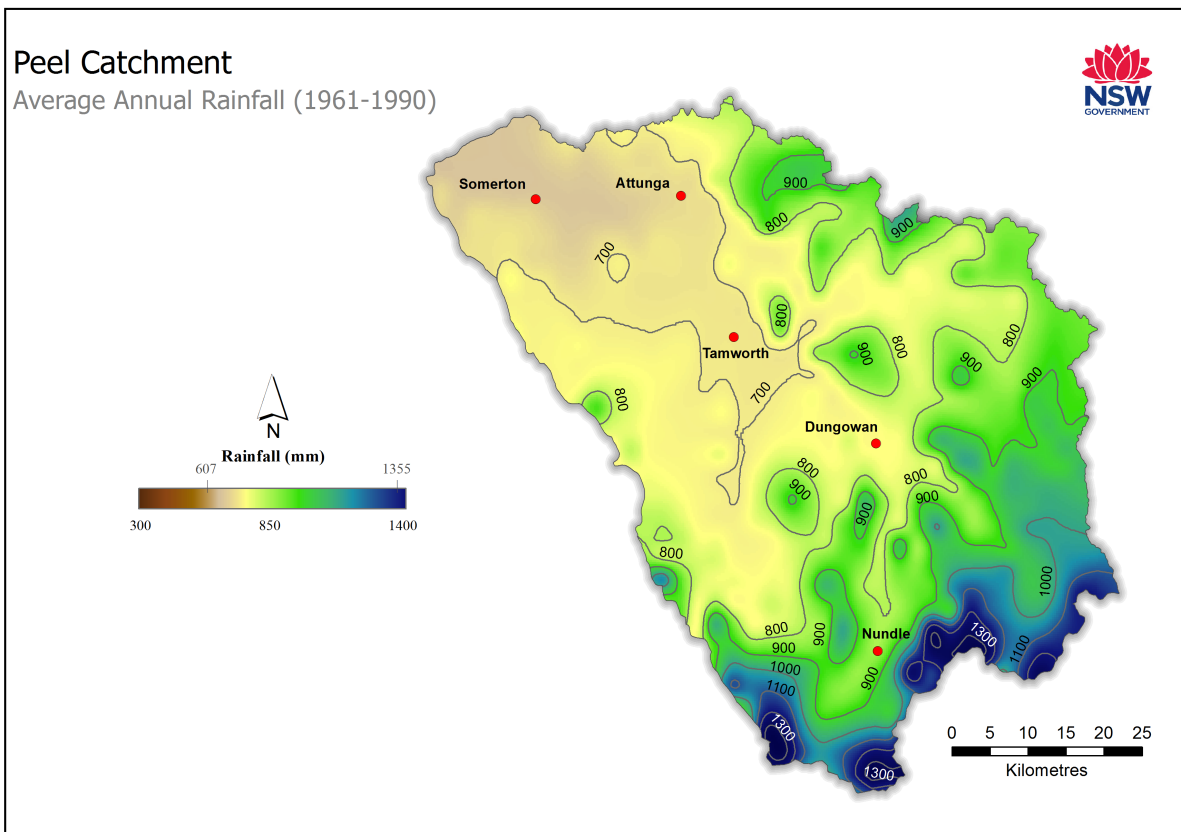 Peel Catchment
Average Annual Rainfall (1961-1990)
NSW
GOVERNMENT
900
Somerton
Attunga
800
900
700
800
Tamworth
900
800
800
900
900
700
800
Dungowan
800
900
800
900
900
800
1000
800
900
Nundle
1300
900
1100
1000
900
1100
1300
1300
N
Rainfall (mm)
607 1355
300 850 1400
0 5 10 15 20 25
Kilometres